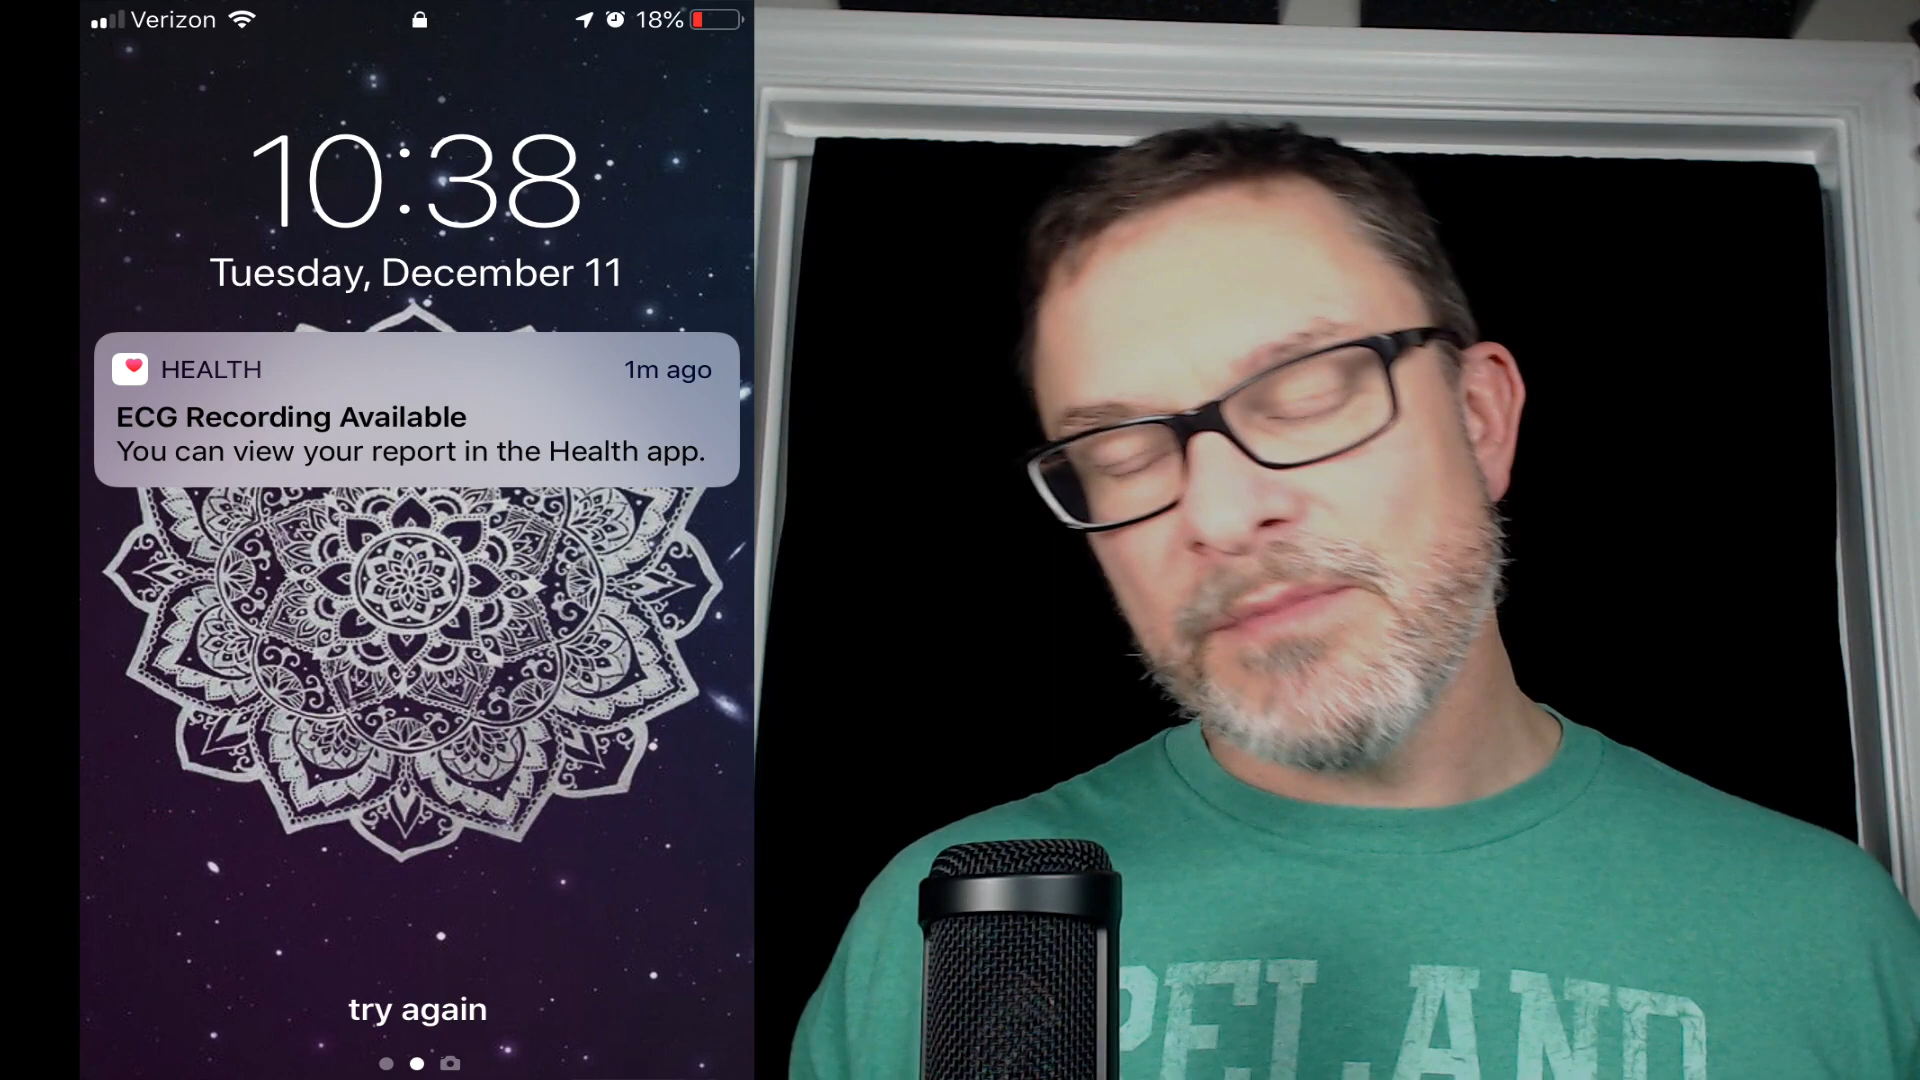 Verizon 18%
10:38
Tuesday, December 11
HEALTH 1m ago
ECG Recording Available
You can view your report in the Health app.
try again